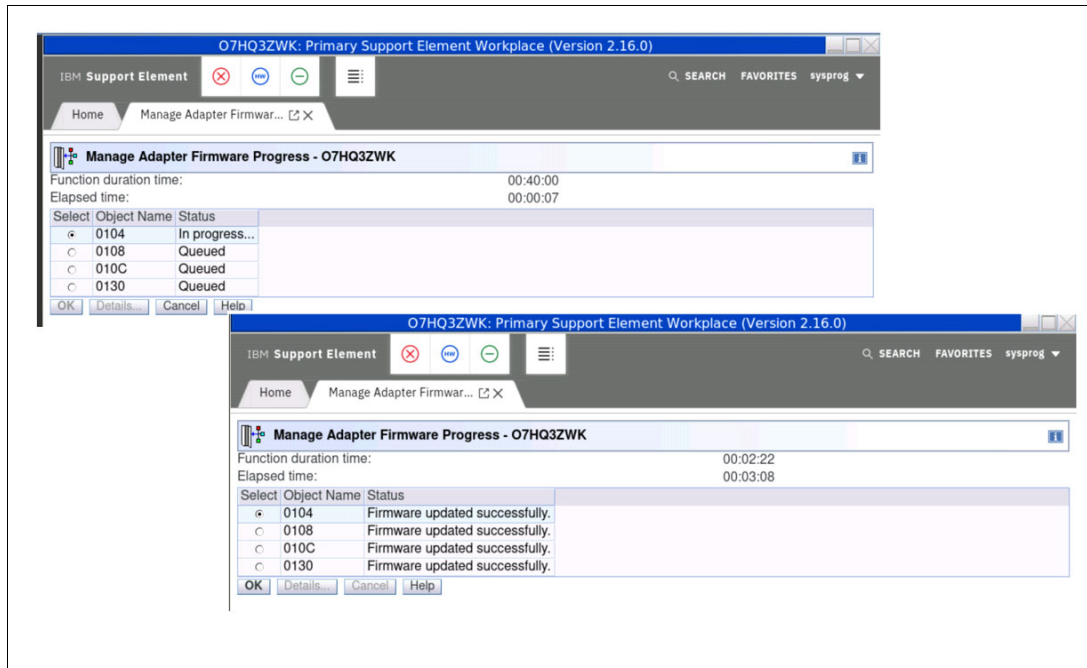 O7HQ3ZWK: Primary Support Element Workplace (Version 2.16.0)
IBM Support Element HW SEARCH FAVORITES sysprog
Home Manage Adapter Firmwar...
Manage Adapter Firmware Progress - O7HQ3ZWK
Function duration time: 00:40:00
Elapsed time: 00:00:07
Select Object Name Status
0104 In progress...
0108 Queued
010C Queued
0130 Queued
OK Details... Cancel Help
O7HQ3ZWK: Primary Support Element Workplace (Version 2.16.0)
IBM Support Element HW SEARCH FAVORITES sysprog
Home Manage Adapter Firmwar...
Manage Adapter Firmware Progress - O7HQ3ZWK
Function duration time: 00:02:22
Elapsed time: 00:03:08
Select Object Name Status
0104 Firmware updated successfully.
0108 Firmware updated successfully.
010C Firmware updated successfully.
0130 Firmware updated successfully.
OK Details... Cancel Help